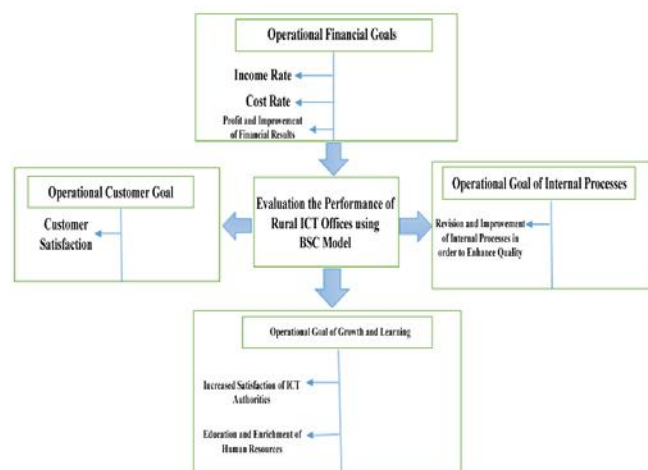 Operational Financial Goals
Income Rate
Cost Rate
Profit and Improvement
of Financial Results
Operational Customer Goal
Customer
Satisfaction
Evaluation the Performance of
Rural ICT Offices using
BSC Model
Operational Goal of Internal Processes
Revision and Improvement
of Internal Processes in
order to Enhance Quality
Operational Goal of Growth and Learning
Increased Satisfaction of ICT
Authorities
Education and Enrichment of
Human Resources